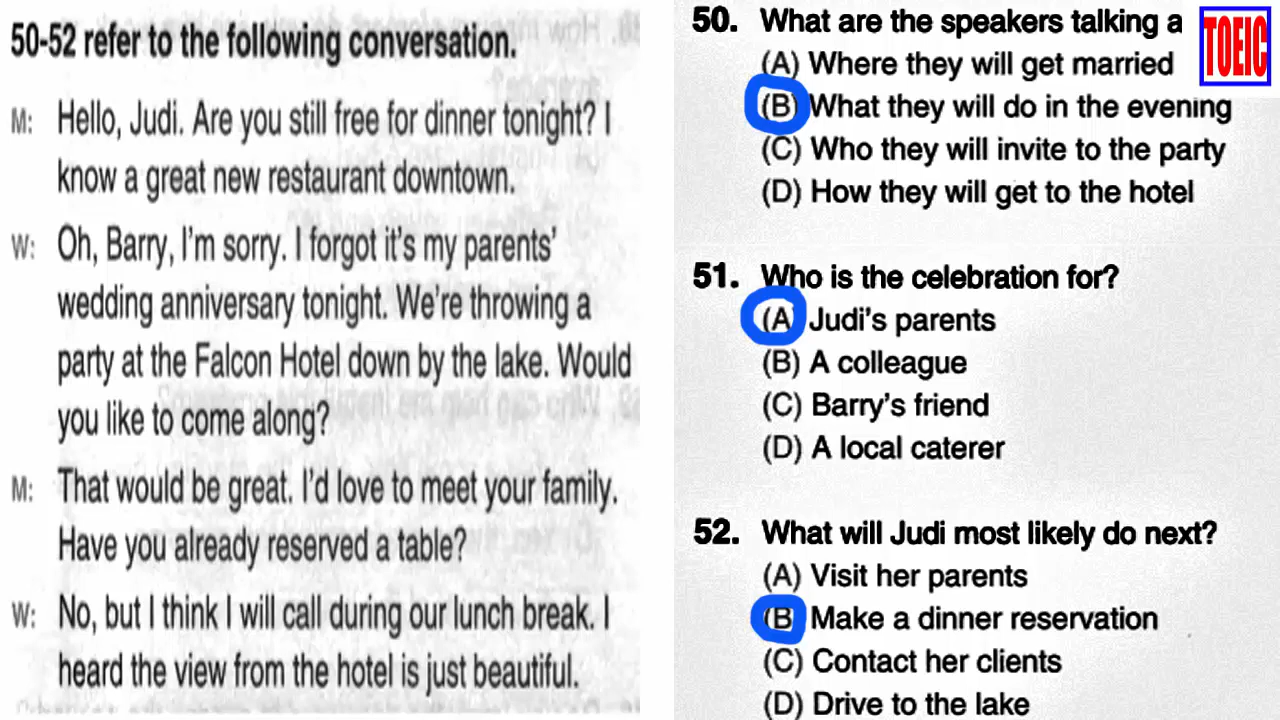 50-52 refer to the following conversation.
M: Hello, Judi. Are you still free for dinner tonight? I
know a great new restaurant downtown.
W: Oh, Barry, I'm sorry. I forgot it's my parents'
wedding anniversary tonight. We're throwing a
party at the Falcon Hotel down by the lake. Would
you like to come along?
M: That would be great. I'd love to meet your family.
Have you already reserved a table?
W: No, but I think I will call during our lunch break. I
heard the view from the hotel is just beautiful.
50. What are the speakers talking a
TOEIC
(A) Where they will get married
(B) What they will do in the evening
(C) Who they will invite to the party
(D) How they will get to the hotel
51. Who is the celebration for?
(A) Judi's parents
(B) A colleague
(C) Barry's friend
(D) A local caterer
52. What will Judi most likely do next?
(A) Visit her parents
(B) Make a dinner reservation
(C) Contact her clients
(D) Drive to the lake